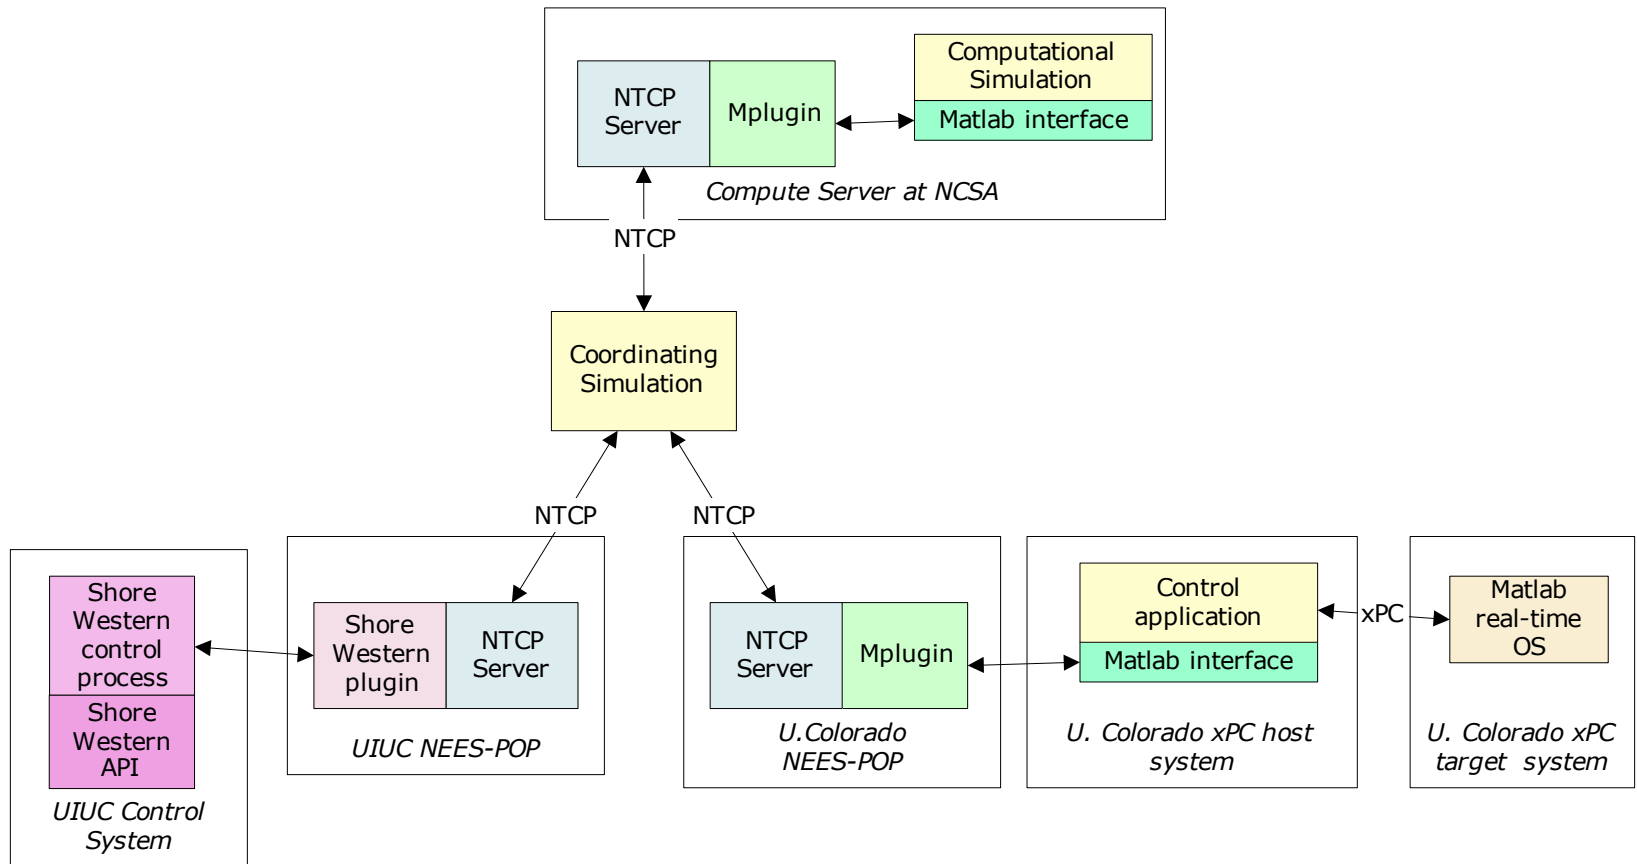 NTCP
Server
Mplugin
Computational
Simulation
Matlab interface
Compute Server at NCSA
NTCP
Coordinating
Simulation
NTCP
NTCP
Shore
Western
control
process
Shore
Western
API
UIUC Control
System
Shore
Western
plugin
NTCP
Server
UIUC NEES-POP
NTCP
Server
Mplugin
U.Colorado
NEES-POP
Control
application
Matlab interface
U. Colorado xPC host
system
xPC
Matlab
real-time
OS
U. Colorado xPC
target system